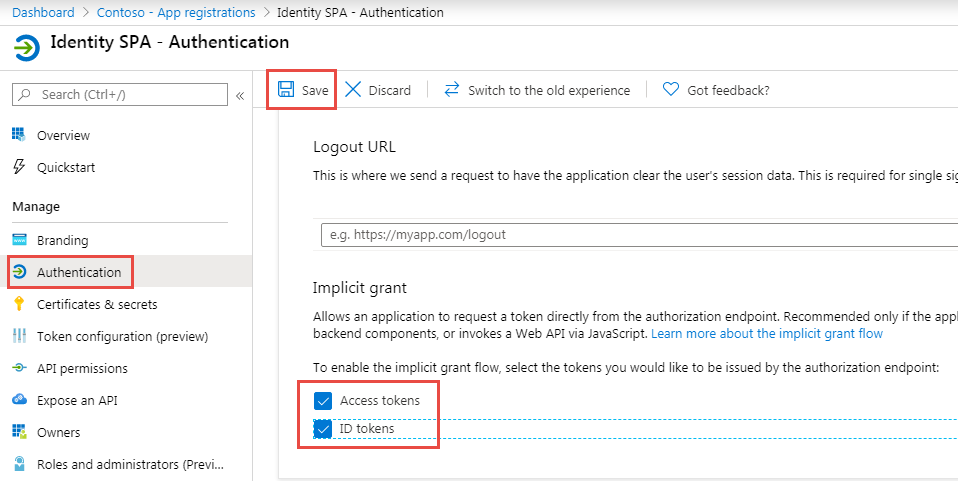 Dashboard > Contoso - App registrations > Identity SPA - Authentication
Identity SPA - Authentication
Search (Ctrl+/)
«
Save
Discard
Switch to the old experience
Got feedback?
Overview
Quickstart
Manage
Branding
Authentication
Certificates & secrets
Token configuration (preview)
API permissions
Expose an API
Owners
Roles and administrators (Previ...
Logout URL
This is where we send a request to have the application clear the user's session data. This is required for single sig
e.g. https://myapp.com/logout
Implicit grant
Allows an application to request a token directly from the authorization endpoint. Recommended only if the appl
backend components, or invokes a Web API via JavaScript. Learn more about the implicit grant flow
To enable the implicit grant flow, select the tokens you would like to be issued by the authorization endpoint:
Access tokens
ID tokens